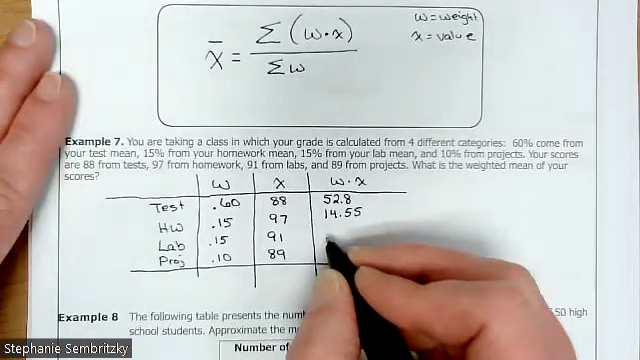 x̄ = Σ(w·x) / Σw
w = weight
x = value
Example 7. You are taking a class in which your grade is calculated from 4 different categories: 60% come from
your test mean, 15% from your homework mean, 15% from your lab mean, and 10% from projects. Your scores
are 88 from tests, 97 from homework, 91 from labs, and 89 from projects. What is the weighted mean of your
scores?
w x w·x
Test .60 88 52.8
HW .15 97 14.55
Lab .15 91
Proj .10 89
Example 8 The following table presents the 50 high
school students. Approximate the
Number of
Stephanie Sembritzky